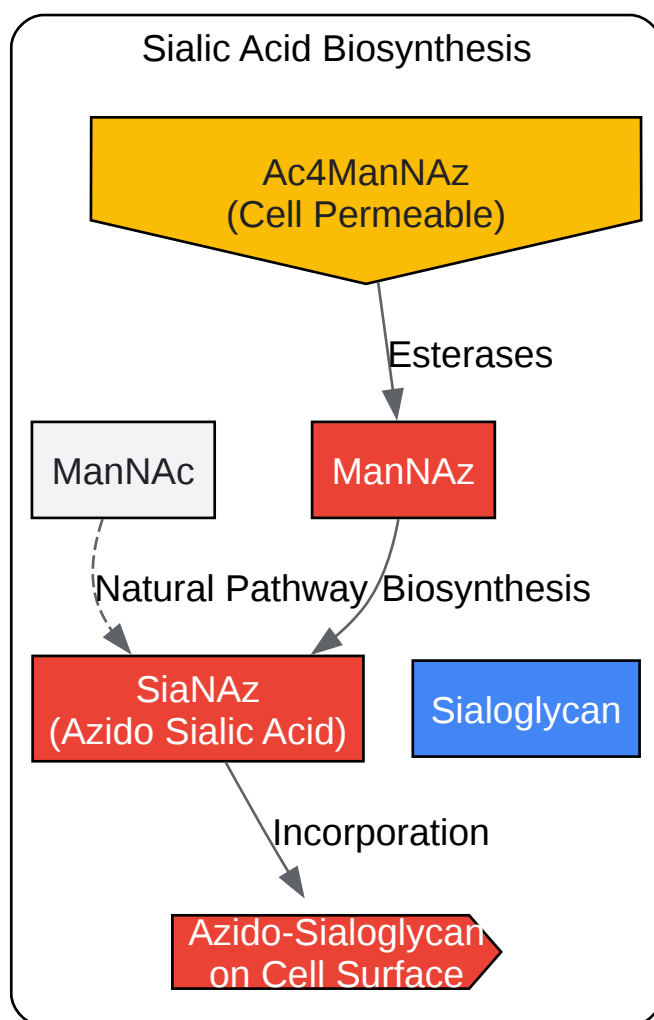 Sialic Acid Biosynthesis
Ac4ManNAz
(Cell Permeable)
Esterases
ManNAc
ManNAz
Natural Pathway
Biosynthesis
SiaNAz
(Azido Sialic Acid)
Sialoglycan
Incorporation
Azido-Sialoglycan
on Cell Surface